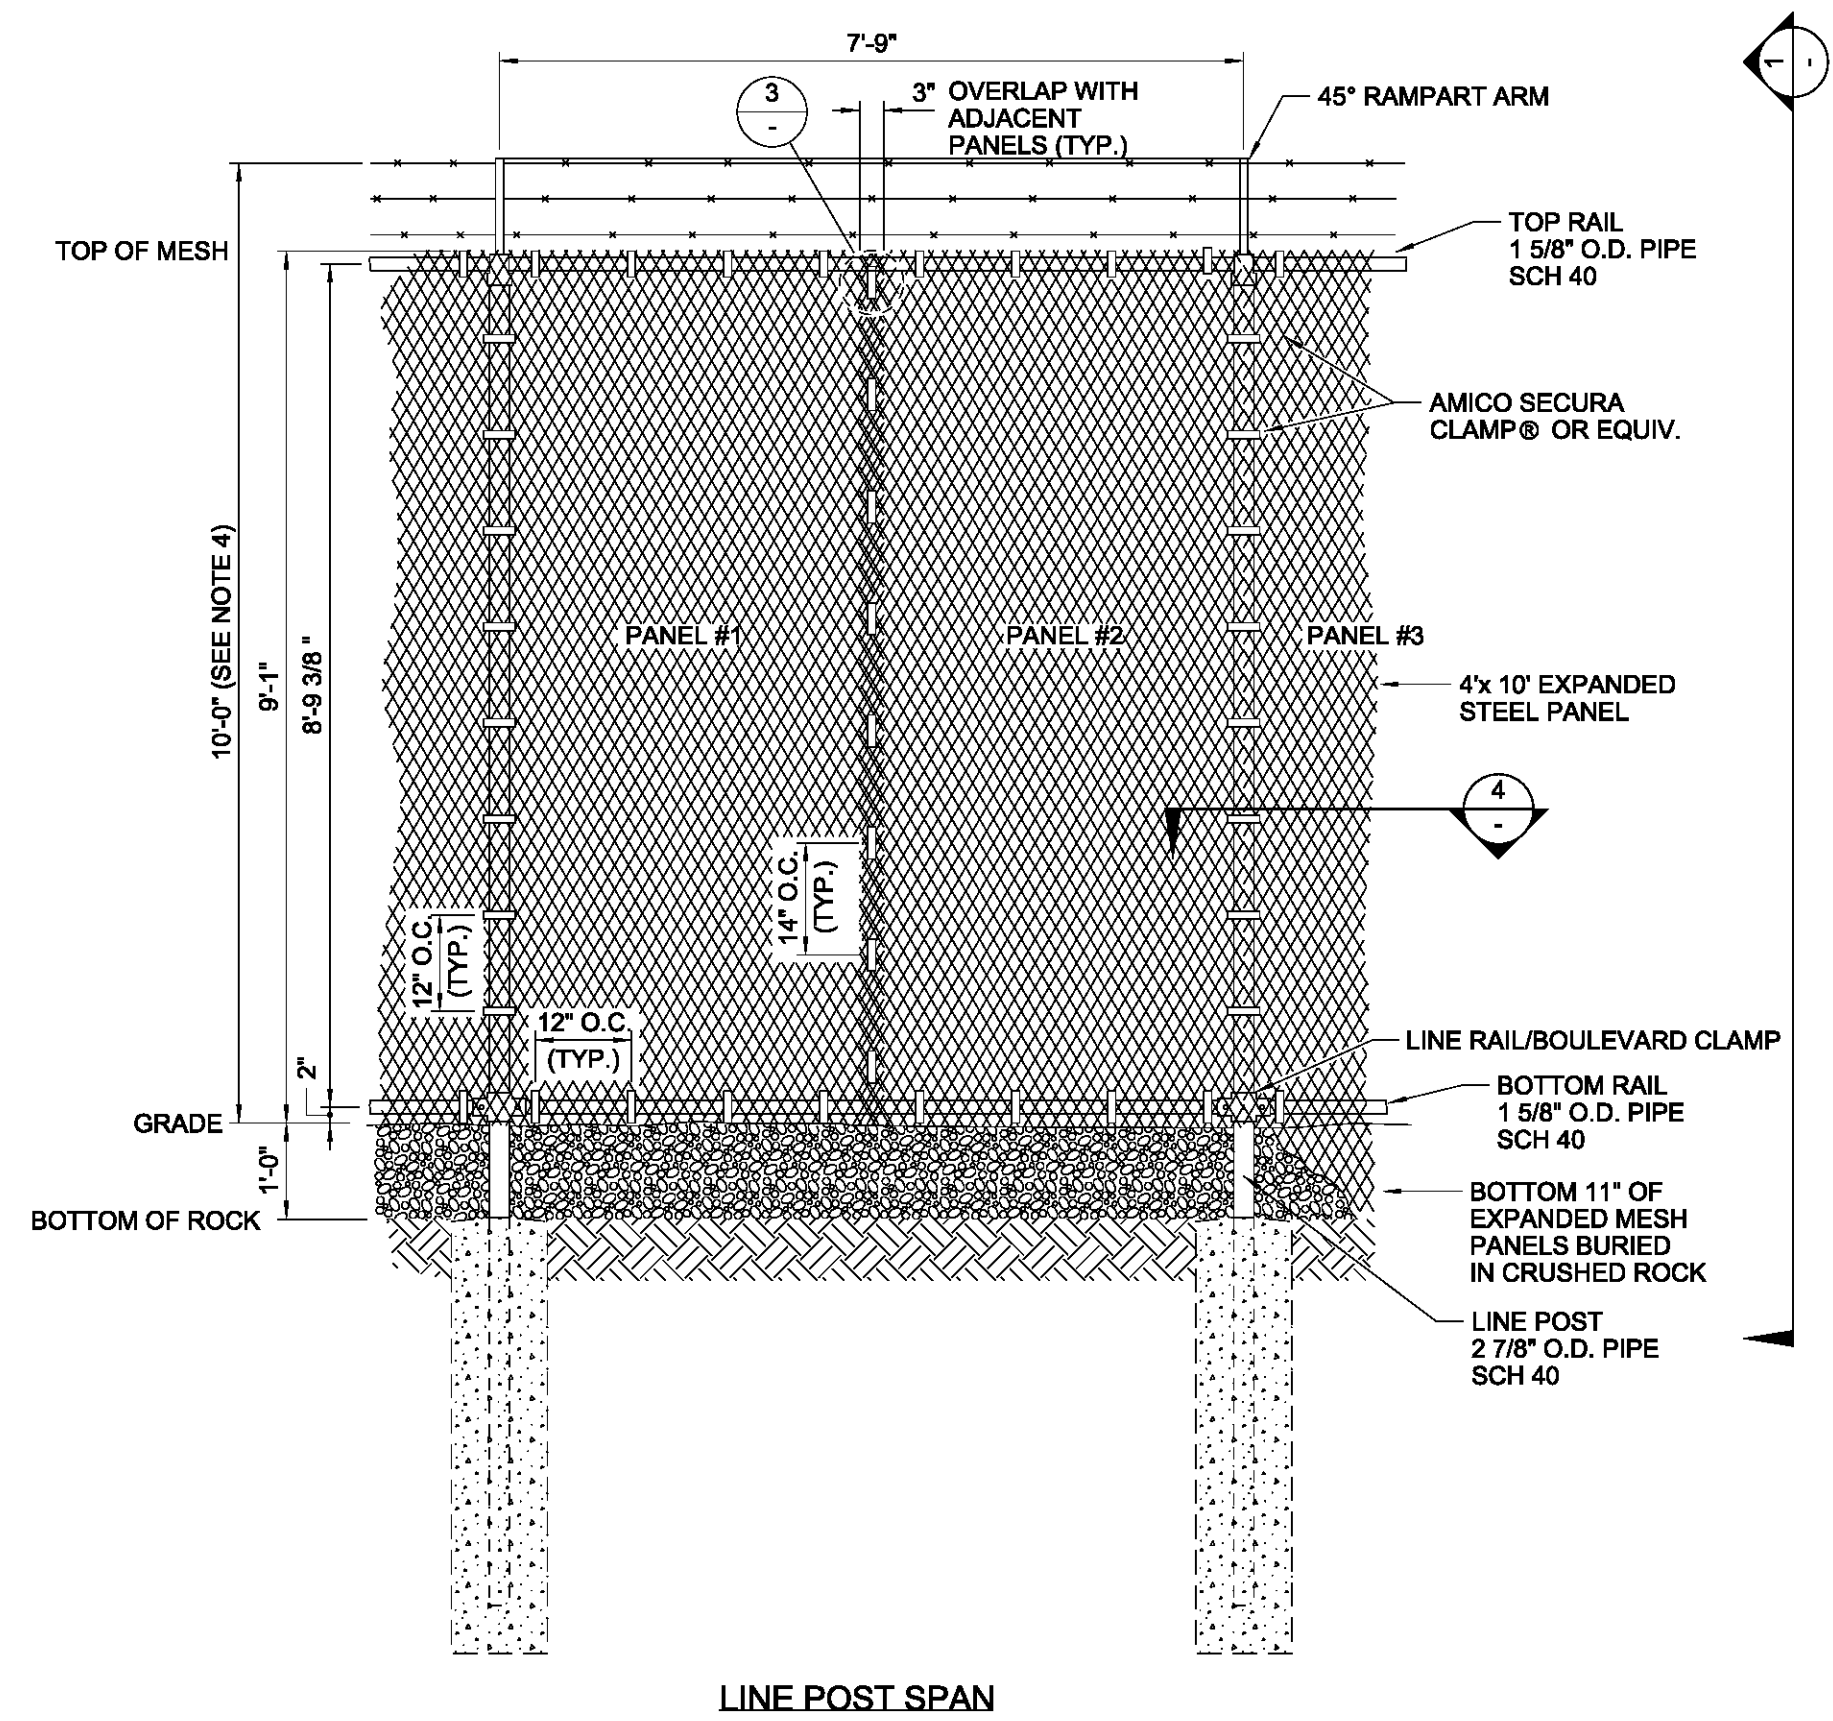 7'-9"
1
-
3
-
3" OVERLAP WITH
ADJACENT
PANELS (TYP.)
45° RAMPART ARM
TOP OF MESH
TOP RAIL
1 5/8" O.D. PIPE
SCH 40
AMICO SECURA
CLAMP® OR EQUIV.
10'-0" (SEE NOTE 4)
9'-1"
8'-9 3/8"
PANEL #1
PANEL #2
PANEL #3
4'x 10' EXPANDED
STEEL PANEL
4
-
14" O.C.
(TYP.)
12" O.C.
(TYP.)
12" O.C.
(TYP.)
LINE RAIL/BOULEVARD CLAMP
2"
BOTTOM RAIL
1 5/8" O.D. PIPE
SCH 40
GRADE
1'-0"
BOTTOM OF ROCK
BOTTOM 11" OF
EXPANDED MESH
PANELS BURIED
IN CRUSHED ROCK
LINE POST
2 7/8" O.D. PIPE
SCH 40
LINE POST SPAN